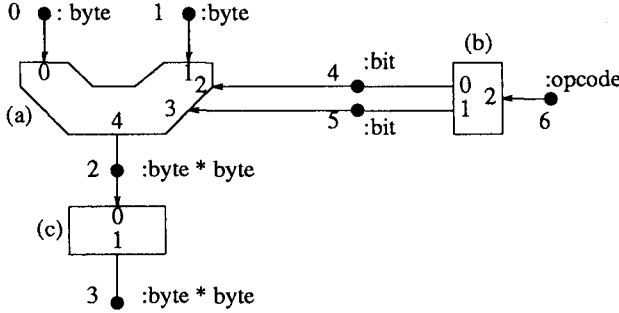 0 : byte 1 :byte
(b)
0 1 2 4 :bit 0 2 :opcode
(a) 3 1
4 5 :bit 6
2 :byte * byte
(c) 0
1
3 :byte * byte